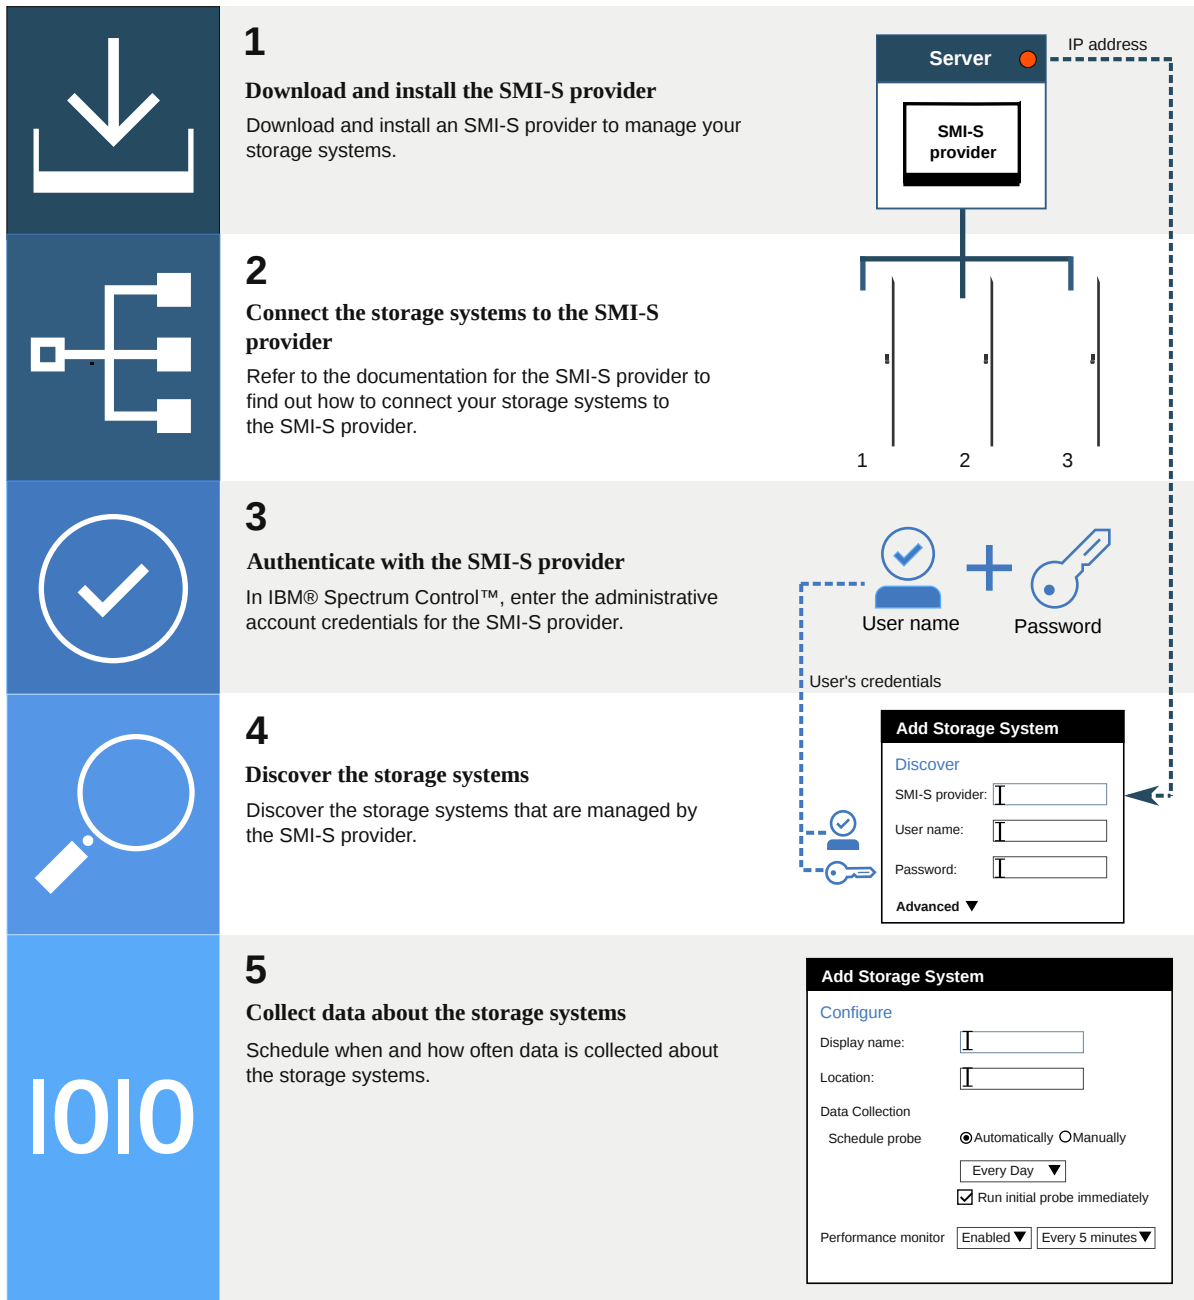 1
Download and install the SMI-S provider
Download and install an SMI-S provider to manage your
storage systems.
Server
IP address
SMI-S
provider
2
Connect the storage systems to the SMI-S
provider
Refer to the documentation for the SMI-S provider to
find out how to connect your storage systems to
the SMI-S provider.
1
2
3
3
Authenticate with the SMI-S provider
In IBM® Spectrum Control™, enter the administrative
account credentials for the SMI-S provider.
User name
Password
User's credentials
4
Discover the storage systems
Discover the storage systems that are managed by
the SMI-S provider.
Add Storage System
Discover
SMI-S provider:
User name:
Password:
Advanced
5
Collect data about the storage systems
Schedule when and how often data is collected about
the storage systems.
IOIO
Add Storage System
Configure
Display name:
Location:
Data Collection
Schedule probe
Automatically
Manually
Every Day
Run initial probe immediately
Performance monitor
Enabled
Every 5 minutes